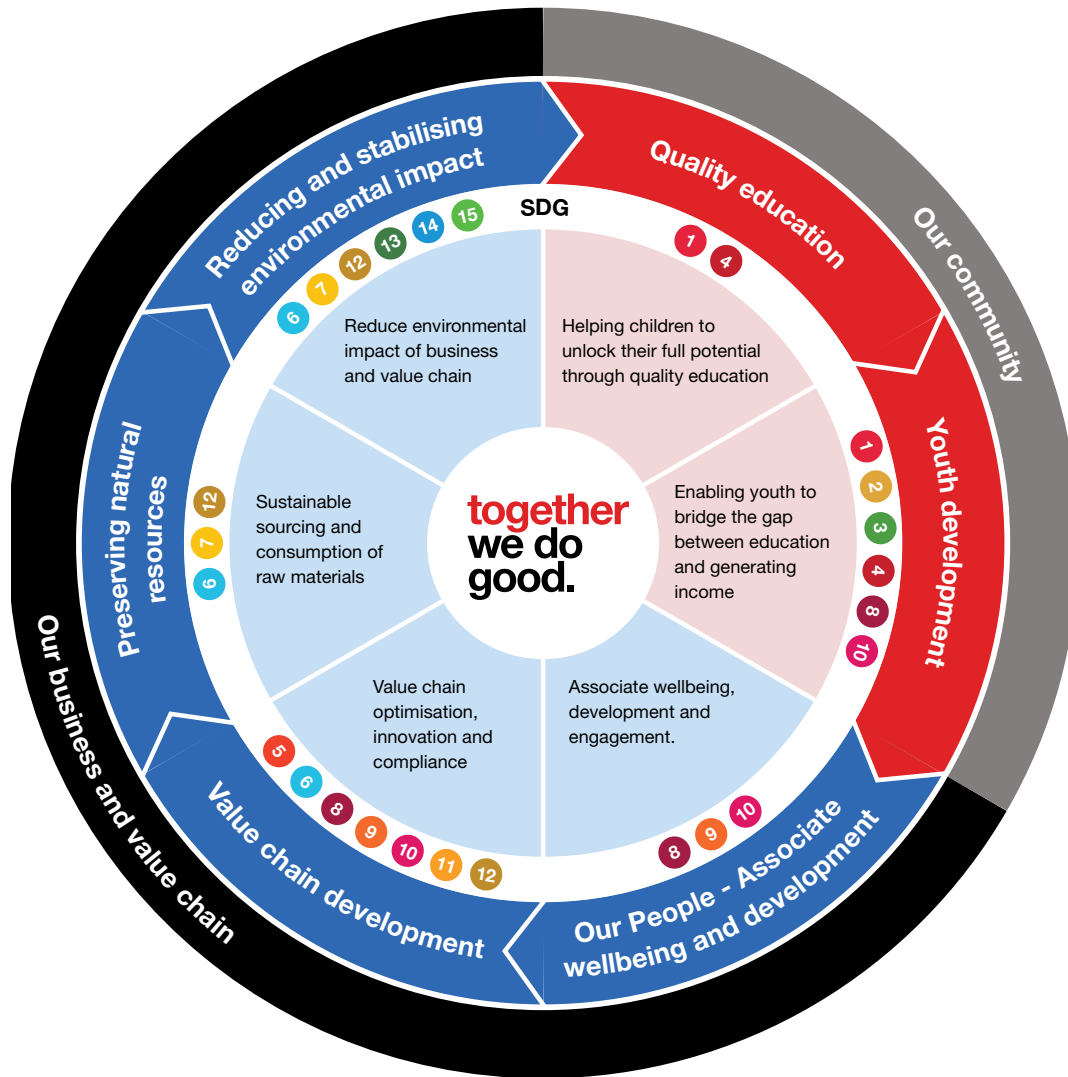 Our community
Our business and value chain
Quality education
Youth development
Our People - Associate
wellbeing and development
Value chain development
Preserving natural
resources
Reducing and stabilising
environmental impact
SDG
1
4
Helping children to
unlock their full potential
through quality education
1
2
3
4
8
10
Enabling youth to
bridge the gap
between education
and generating
income
10
9
8
Associate wellbeing,
development and
engagement.
5
6
8
9
10
11
12
Value chain
optimisation,
innovation and
compliance
12
7
6
Sustainable
sourcing and
consumption of
raw materials
6
7
12
13
14
15
Reduce environmental
impact of business
and value chain
together
we do
good.